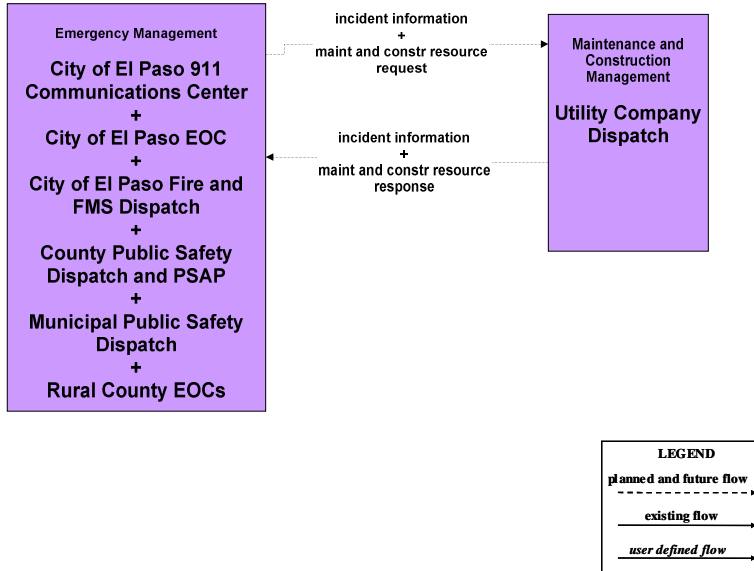 Emergency Management
City of El Paso 911
Communications Center
+
City of El Paso EOC
+
City of El Paso Fire and
FMS Dispatch
+
County Public Safety
Dispatch and PSAP
+
Municipal Public Safety
Dispatch
+
Rural County EOCs
incident information
+
maint and constr resource
request
incident information
+
maint and constr resource
response
Maintenance and
Construction
Management
Utility Company
Dispatch
LEGEND
planned and future flow
existing flow
user defined flow